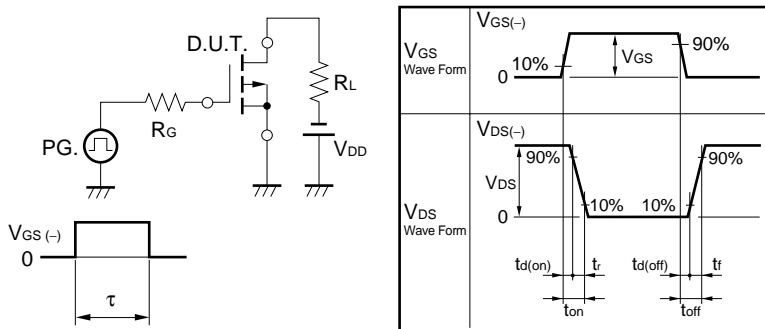 D.U.T.
RL
RG
PG.
VDD
VGS (−)
0
τ
VGS
Wave Form
VGS(−)
10%
0
VGS
90%
VDS
Wave Form
VDS(−)
90%
VDS
0
10%
10%
90%
td(on)
tr
td(off)
tf
ton
toff